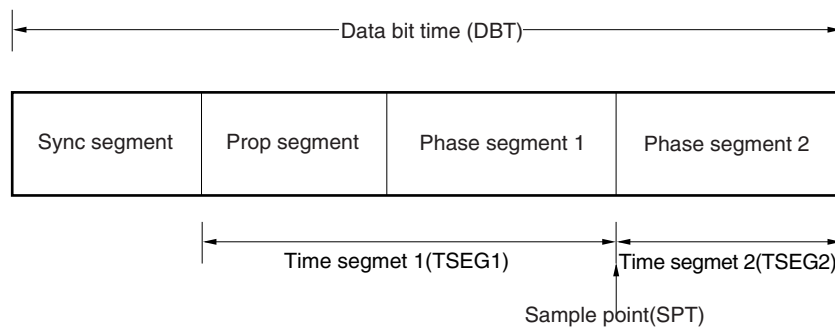 Data bit time (DBT)
Sync segment Prop segment Phase segment 1 Phase segment 2
Time segmet 1(TSEG1) Time segmet 2(TSEG2)
Sample point(SPT)